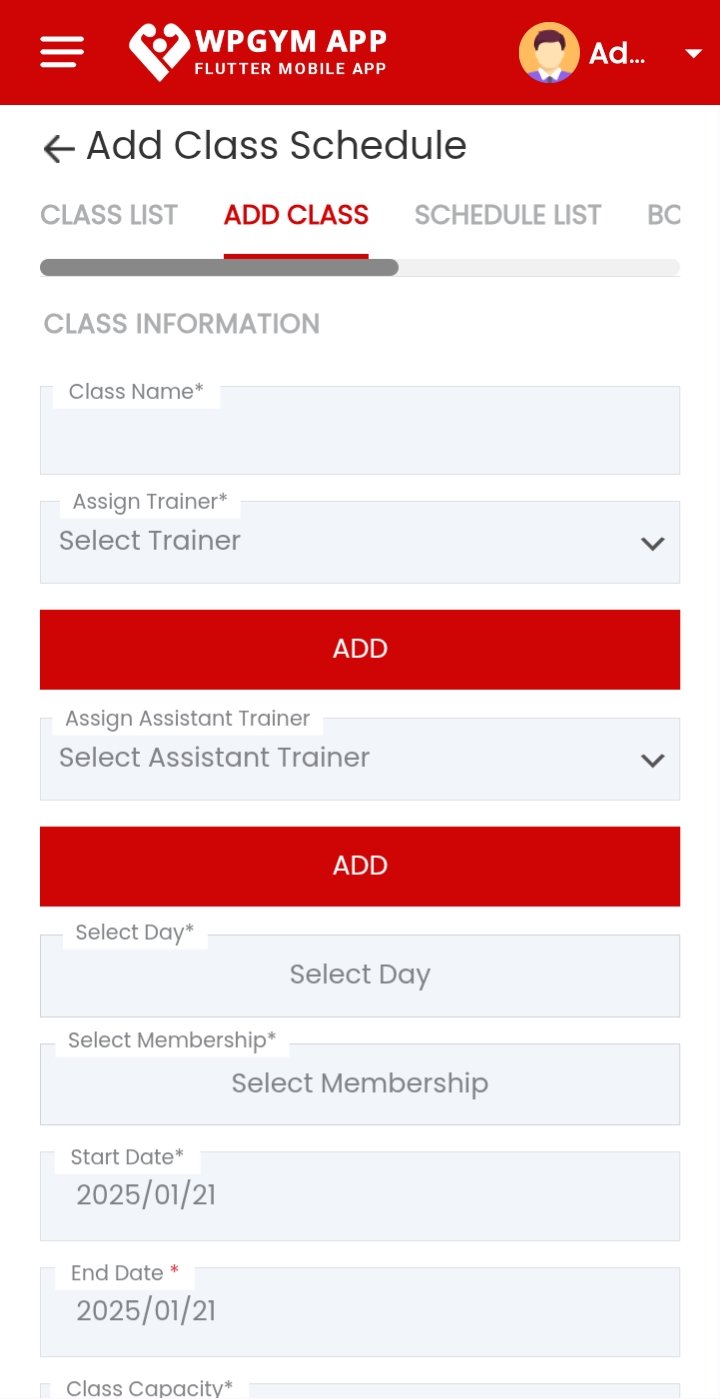 WPGYM APP
FLUTTER MOBILE APP
Ad...
Add Class Schedule
CLASS LIST ADD CLASS SCHEDULE LIST BO
CLASS INFORMATION
Class Name*
Assign Trainer*
Select Trainer
ADD
Assign Assistant Trainer
Select Assistant Trainer
ADD
Select Day*
Select Day
Select Membership*
Select Membership
Start Date*
2025/01/21
End Date *
2025/01/21
Class Capacity*